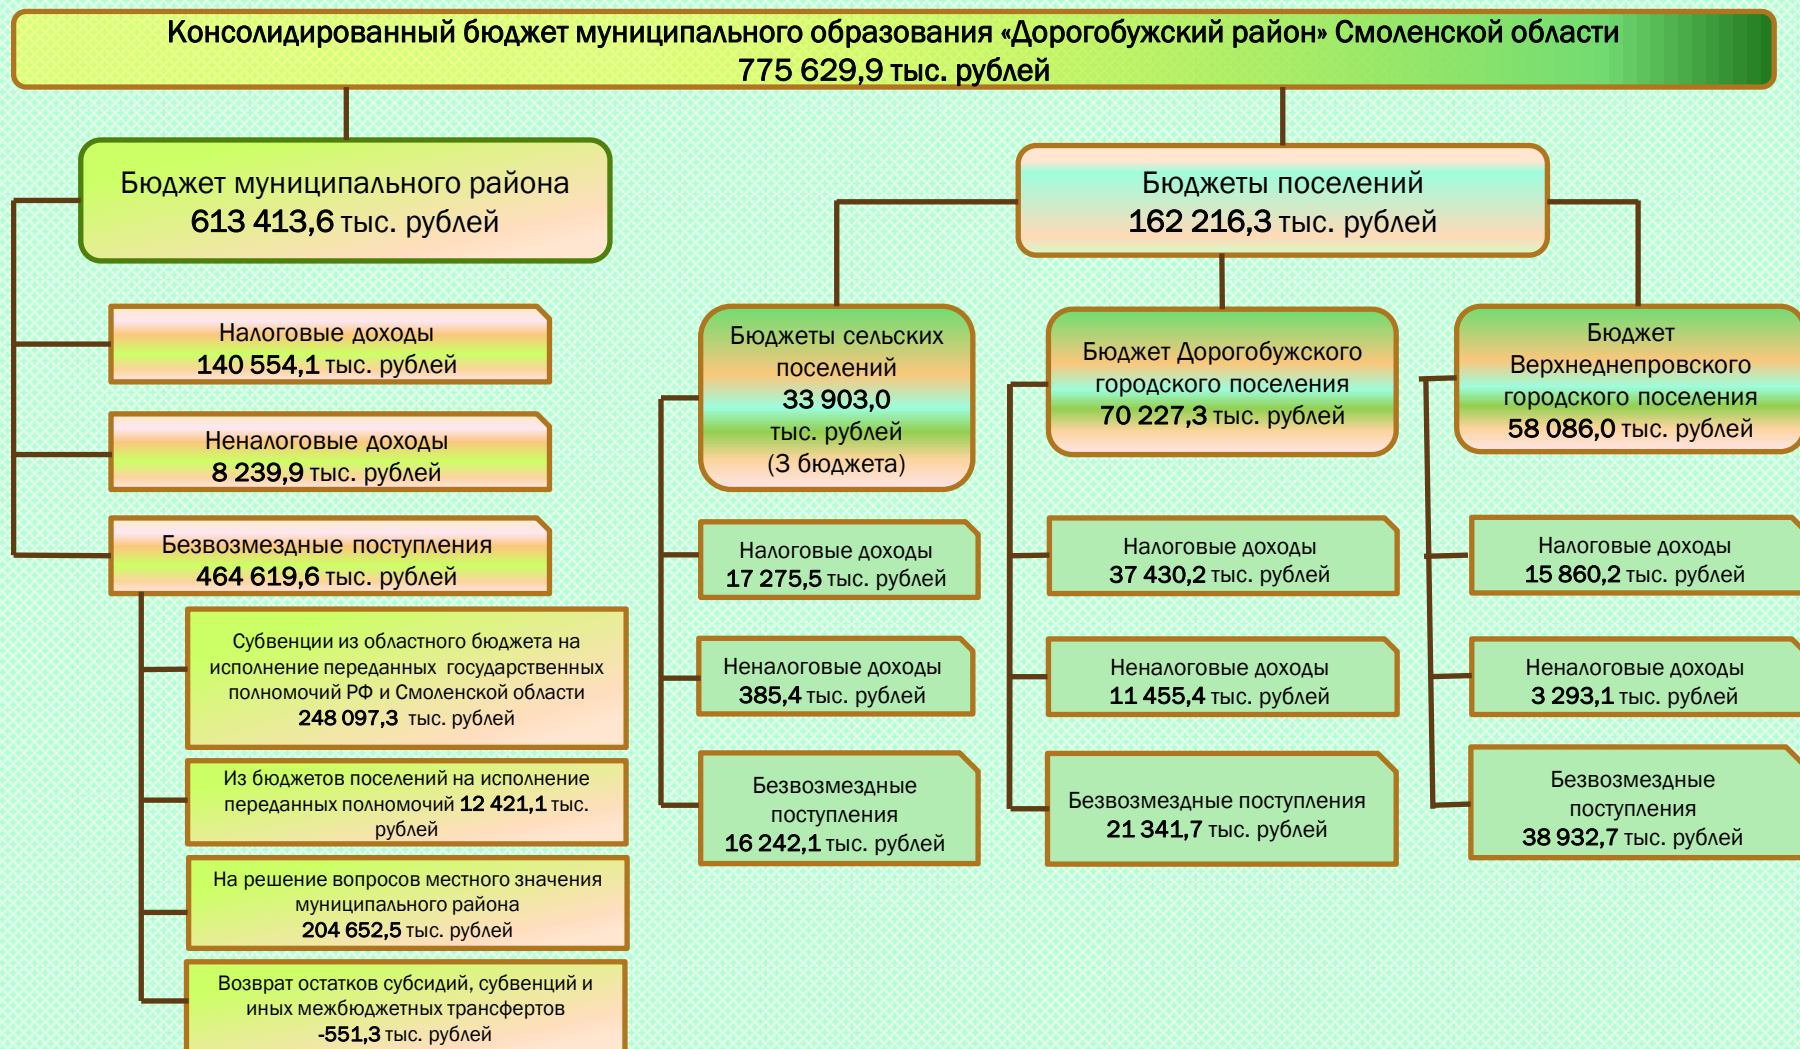 Консолидированный бюджет муниципального образования «Дорогобужский район» Смоленской области
775 629,9 тыс. рублей
Бюджет муниципального района
613 413,6 тыс. рублей
Налоговые доходы
140 554,1 тыс. рублей
Неналоговые доходы
8 239,9 тыс. рублей
Безвозмездные поступления
464 619,6 тыс. рублей
Субвенции из областного бюджета на
исполнение переданных государственных
полномочий РФ и Смоленской области
248 097,3 тыс. рублей
Из бюджетов поселений на исполнение
переданных полномочий 12 421,1 тыс.
рублей
На решение вопросов местного значения
муниципального района
204 652,5 тыс. рублей
Возврат остатков субсидий, субвенций и
иных межбюджетных трансфертов
-551,3 тыс. рублей
Бюджеты поселений
162 216,3 тыс. рублей
Бюджеты сельских
поселений
33 903,0
тыс. рублей
(3 бюджета)
Налоговые доходы
17 275,5 тыс. рублей
Неналоговые доходы
385,4 тыс. рублей
Безвозмездные
поступления
16 242,1 тыс. рублей
Бюджет Дорогобужского
городского поселения
70 227,3 тыс. рублей
Налоговые доходы
37 430,2 тыс. рублей
Неналоговые доходы
11 455,4 тыс. рублей
Безвозмездные поступления
21 341,7 тыс. рублей
Бюджет
Верхнеднепровского
городского поселения
58 086,0 тыс. рублей
Налоговые доходы
15 860,2 тыс. рублей
Неналоговые доходы
3 293,1 тыс. рублей
Безвозмездные
поступления
38 932,7 тыс. рублей